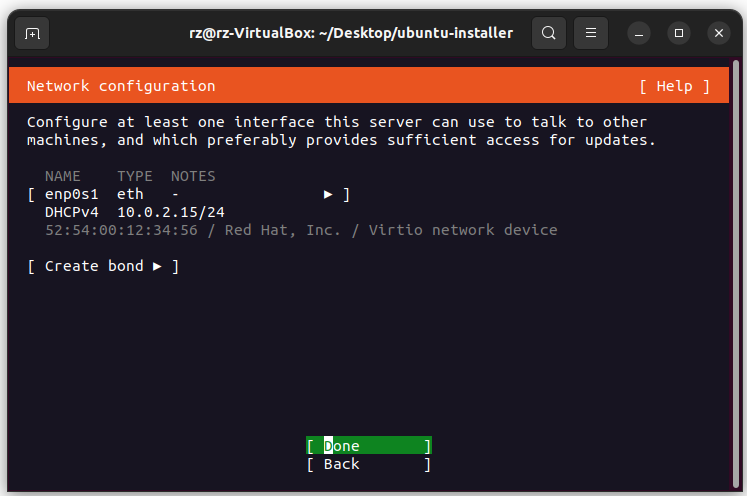 rz@rz-VirtualBox: ~/Desktop/ubuntu-installer
Network configuration [ Help ]
Configure at least one interface this server can use to talk to other
machines, and which preferably provides sufficient access for updates.
NAME TYPE NOTES
[ enp0s1 eth - ▸ ]
DHCPv4 10.0.2.15/24
52:54:00:12:34:56 / Red Hat, Inc. / Virtio network device
[ Create bond ▸ ]
[ Done ]
[ Back ]